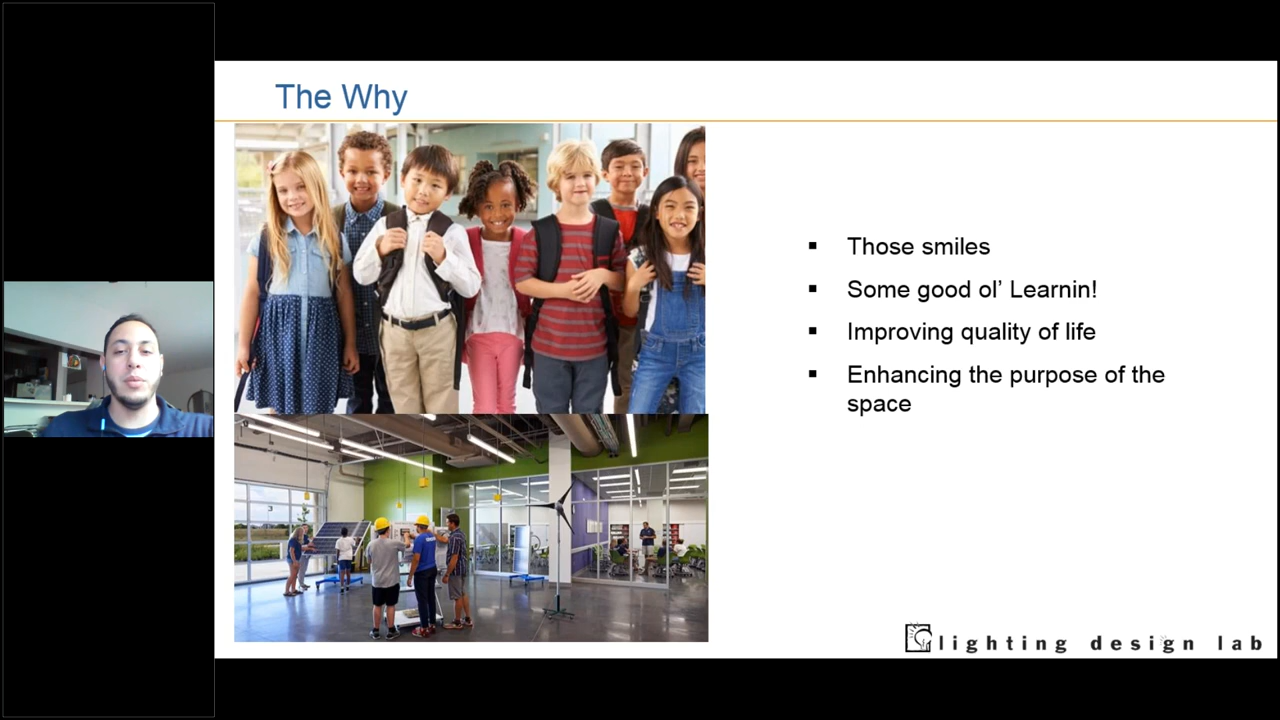 The Why
Those smiles
Some good ol’ Learnin!
Improving quality of life
Enhancing the purpose of the
space
lighting design lab